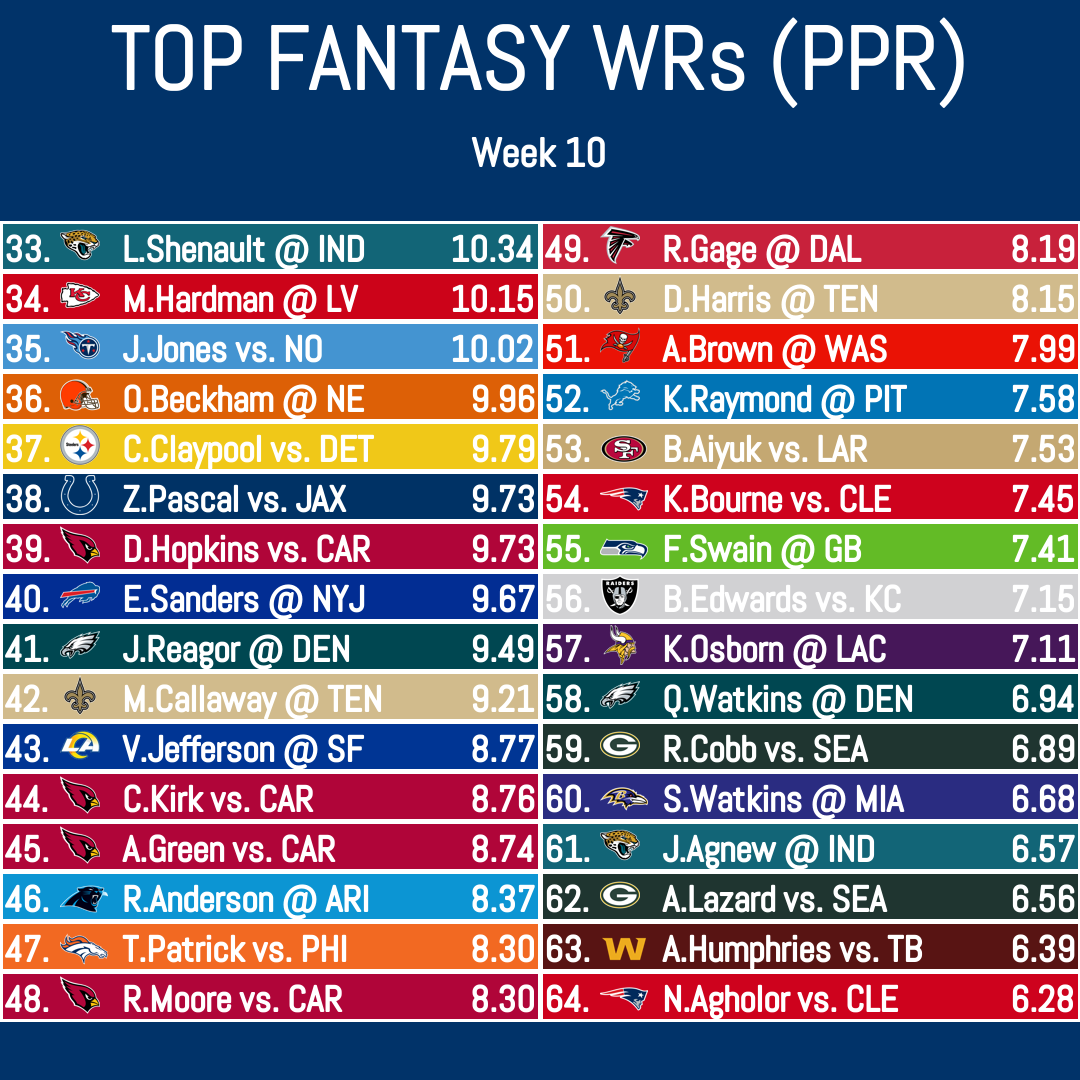 TOP FANTASY WRs (PPR)
Week 10
33. L.Shenault @ IND 10.34
34. M.Hardman @ LV 10.15
35. J.Jones vs. NO 10.02
36. O.Beckham @ NE 9.96
37. C.Claypool vs. DET 9.79
38. Z.Pascal vs. JAX 9.73
39. D.Hopkins vs. CAR 9.73
40. E.Sanders @ NYJ 9.67
41. J.Reagor @ DEN 9.49
42. M.Callaway @ TEN 9.21
43. V.Jefferson @ SF 8.77
44. C.Kirk vs. CAR 8.76
45. A.Green vs. CAR 8.74
46. R.Anderson @ ARI 8.37
47. T.Patrick vs. PHI 8.30
48. R.Moore vs. CAR 8.30
49. R.Gage @ DAL 8.19
50. D.Harris @ TEN 8.15
51. A.Brown @ WAS 7.99
52. K.Raymond @ PIT 7.58
53. B.Aiyuk vs. LAR 7.53
54. K.Bourne vs. CLE 7.45
55. F.Swain @ GB 7.41
56. RAIDERS B.Edwards vs. KC 7.15
57. K.Osborn @ LAC 7.11
58. Q.Watkins @ DEN 6.94
59. R.Cobb vs. SEA 6.89
60. S.Watkins @ MIA 6.68
61. J.Agnew @ IND 6.57
62. A.Lazard vs. SEA 6.56
63. A.Humphries vs. TB 6.39
64. N.Agholor vs. CLE 6.28